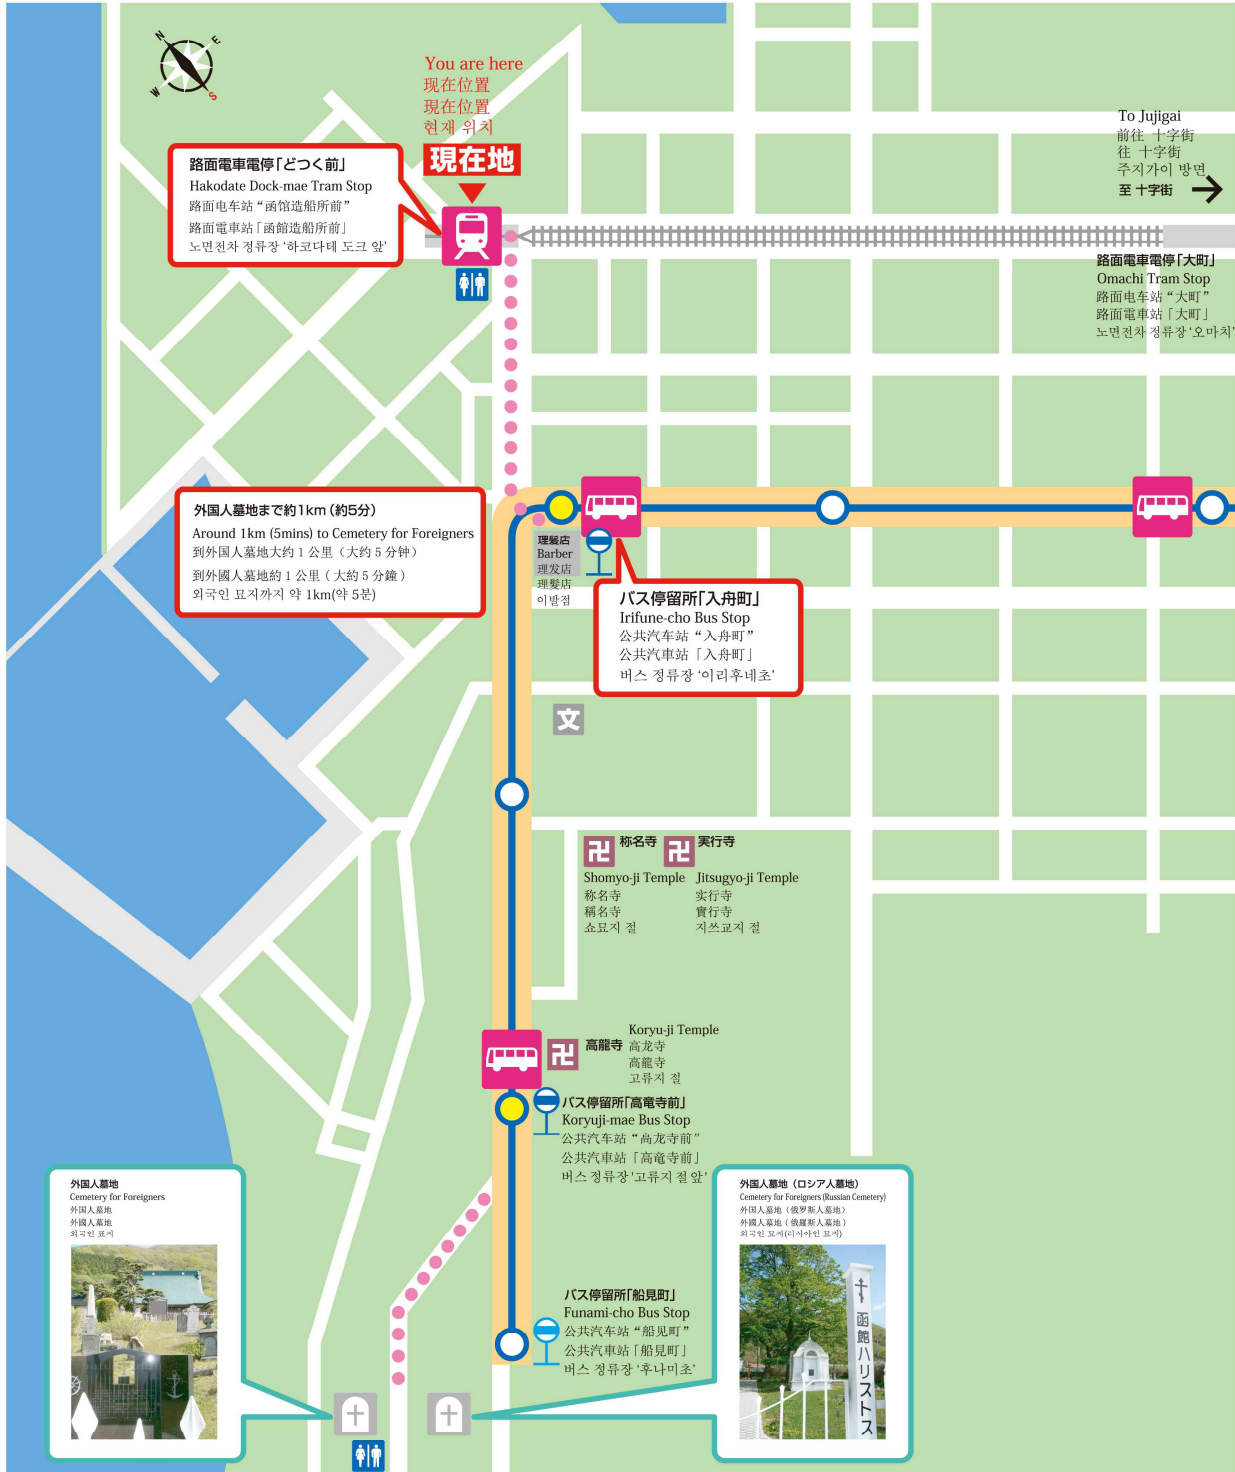 N
E
W
S
You are here
现在位置
現在位置
현재 위치
現在地
路面電車電停「どつく前」
Hakodate Dock-mae Tram Stop
路面电车站 “函馆造船所前”
路面電車站「函館造船所前」
노면전차 정류장 ‘하코다테 도크 앞’
To Jujigai
前往 十字街
往 十字街
주지가이 방면
至 十字街
路面電車電停「大町」
Omachi Tram Stop
路面电车站 “大町”
路面電車站「大町」
노면전차 정류장 ‘오마치’
外国人墓地まで約1km (約5分)
Around 1km (5mins) to Cemetery for Foreigners
到外国人墓地大约 1 公里（大约 5 分钟）
到外國人墓地約 1 公里（大約 5 分鐘）
외국인 묘지까지 약 1km(약 5분)
理髪店
Barber
理发店
理髮店
이발점
バス停留所「入舟町」
Irifune-cho Bus Stop
公共汽车站 “入舟町”
公共汽車站「入舟町」
버스 정류장 ‘이리후네초’
文
卍 称名寺
Shomyo-ji Temple
称名寺
稱名寺
쇼묘지 절
卍 実行寺
Jitsugyo-ji Temple
实行寺
實行寺
지쓰교지 절
卍 高龍寺
Koryu-ji Temple
高龙寺
高龍寺
고류지 절
バス停留所「高竜寺前」
Koryuji-mae Bus Stop
公共汽车站 “高龙寺前”
公共汽車站「高竜寺前」
버스 정류장 ‘고류지 절 앞’
外国人墓地
Cemetery for Foreigners
外国人墓地
外國人墓地
외국인 묘지
外国人墓地（ロシア人墓地）
Cemetery for Foreigners (Russian Cemetery)
外国人墓地（俄罗斯人墓地）
外國人墓地（俄羅斯人墓地）
외국인 묘지(러시아인 묘지)
函館ハリストス
バス停留所「船見町」
Funami-cho Bus Stop
公共汽车站 “船见町”
公共汽車站「船見町」
버스 정류장 ‘후나미초’